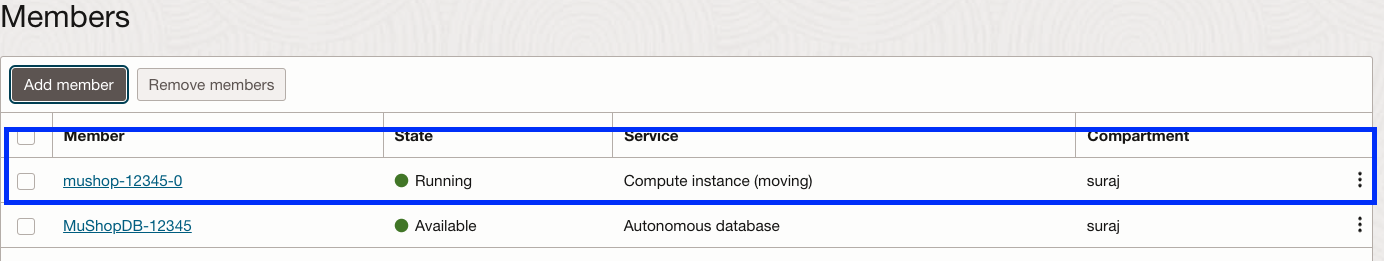 Members
Add member Remove members
Member State Service Compartment
mushop-12345-0 Running Compute instance (moving) suraj
MuShopDB-12345 Available Autonomous database suraj